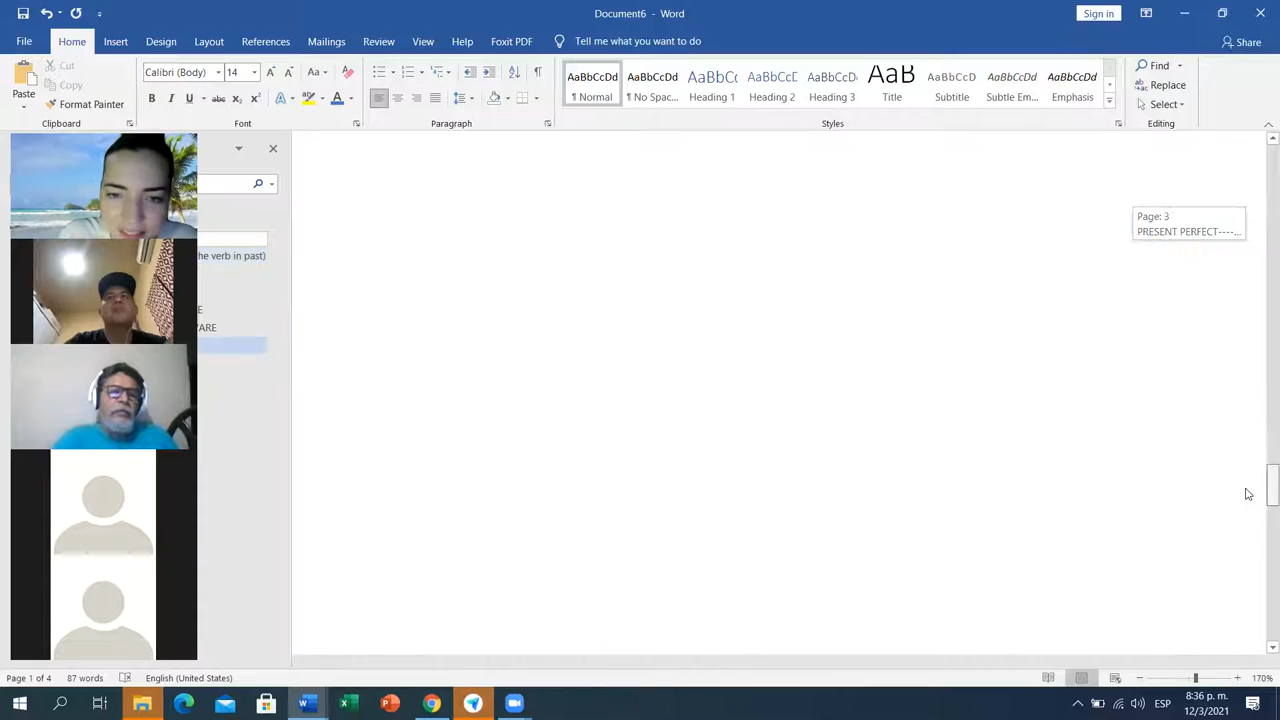 Document6 - Word
Sign in
File Home Insert Design Layout References Mailings Review View Help Foxit PDF Tell me what you want to do Share
Paste
Cut
Copy
Format Painter
Clipboard
Calibri (Body) 14
Font
Paragraph
AaBbCcDd
¶ Normal
AaBbCcDd
¶ No Spac...
AaBbCc
Heading 1
AaBbCcD
Heading 2
AaBbCcD
Heading 3
AaB
Title
AaBbCcD
Subtitle
AaBbCcDd
Subtle Em...
AaBbCcDd
Emphasis
Styles
Find
Replace
Select
Editing
the verb in past)
E
WARE
Page: 3
PRESENT PERFECT----...
Page 1 of 4 87 words English (United States) 170%
ESP
8:36 p. m.
12/3/2021